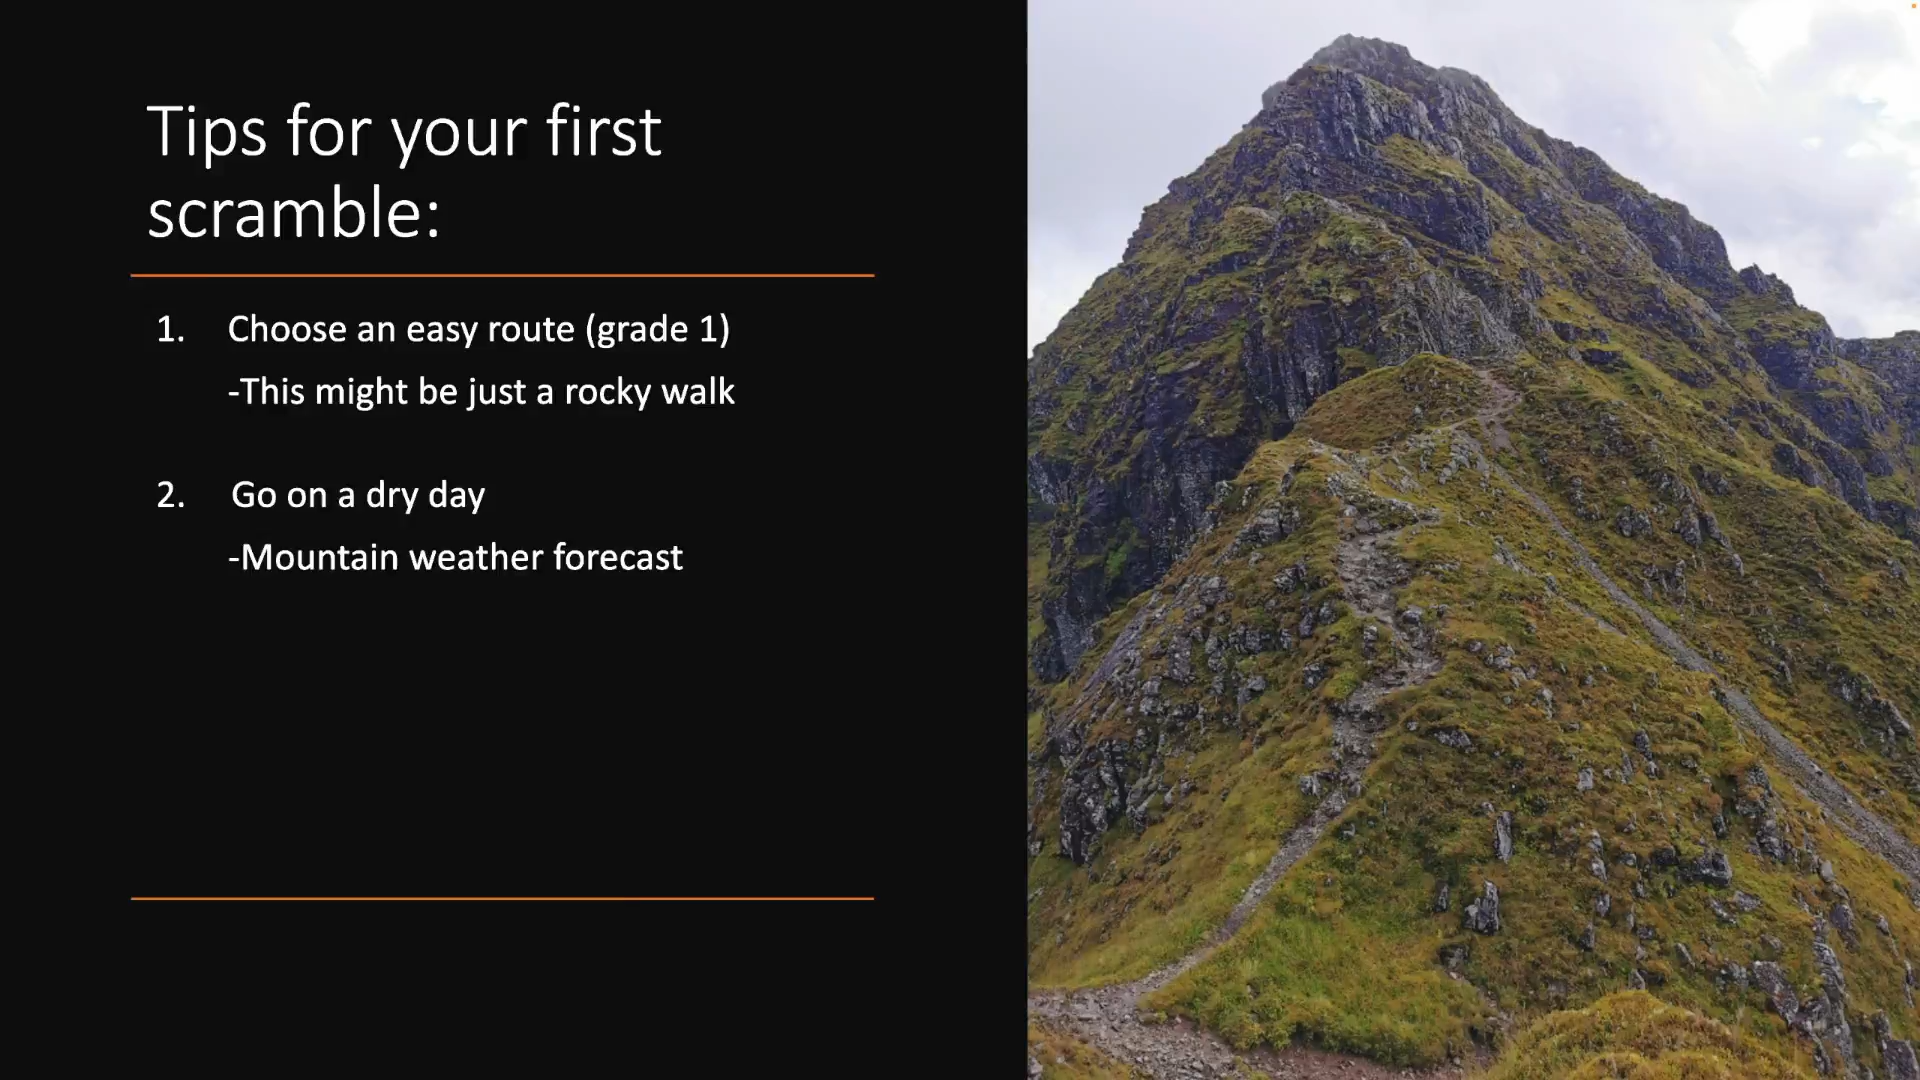 Tips for your first
scramble:
1. Choose an easy route (grade 1)
-This might be just a rocky walk
2. Go on a dry day
-Mountain weather forecast